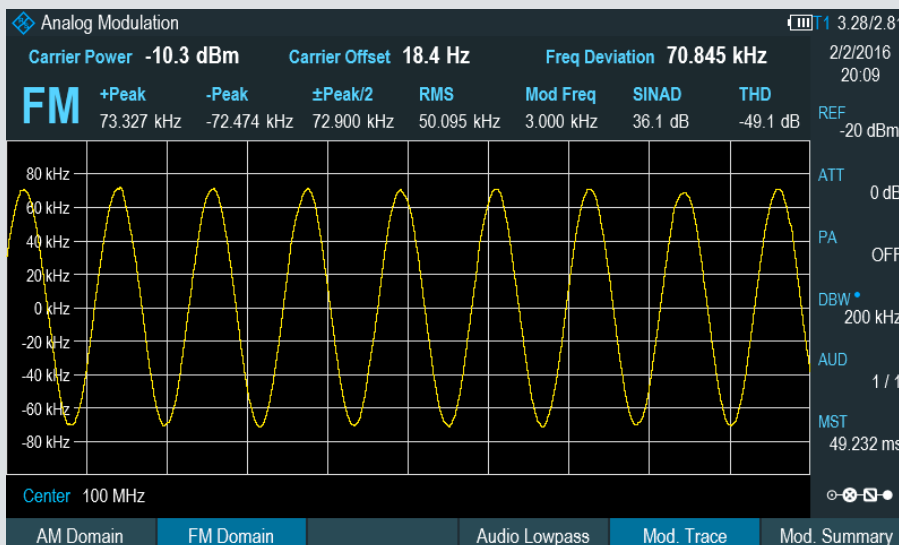 Analog Modulation T1 3.28/2.81
Carrier Power -10.3 dBm Carrier Offset 18.4 Hz Freq Deviation 70.845 kHz
2/2/2016
20:09
FM
+Peak -Peak ±Peak/2 RMS Mod Freq SINAD THD
73.327 kHz -72.474 kHz 72.900 kHz 50.095 kHz 3.000 kHz 36.1 dB -49.1 dB
REF
-20 dBm
ATT
0 dB
PA
OFF
DBW
200 kHz
AUD
1 / 1
MST
49.232 ms
80 kHz
60 kHz
40 kHz
20 kHz
0 kHz
-20 kHz
-40 kHz
-60 kHz
-80 kHz
Center 100 MHz
AM Domain FM Domain Audio Lowpass Mod. Trace Mod. Summary